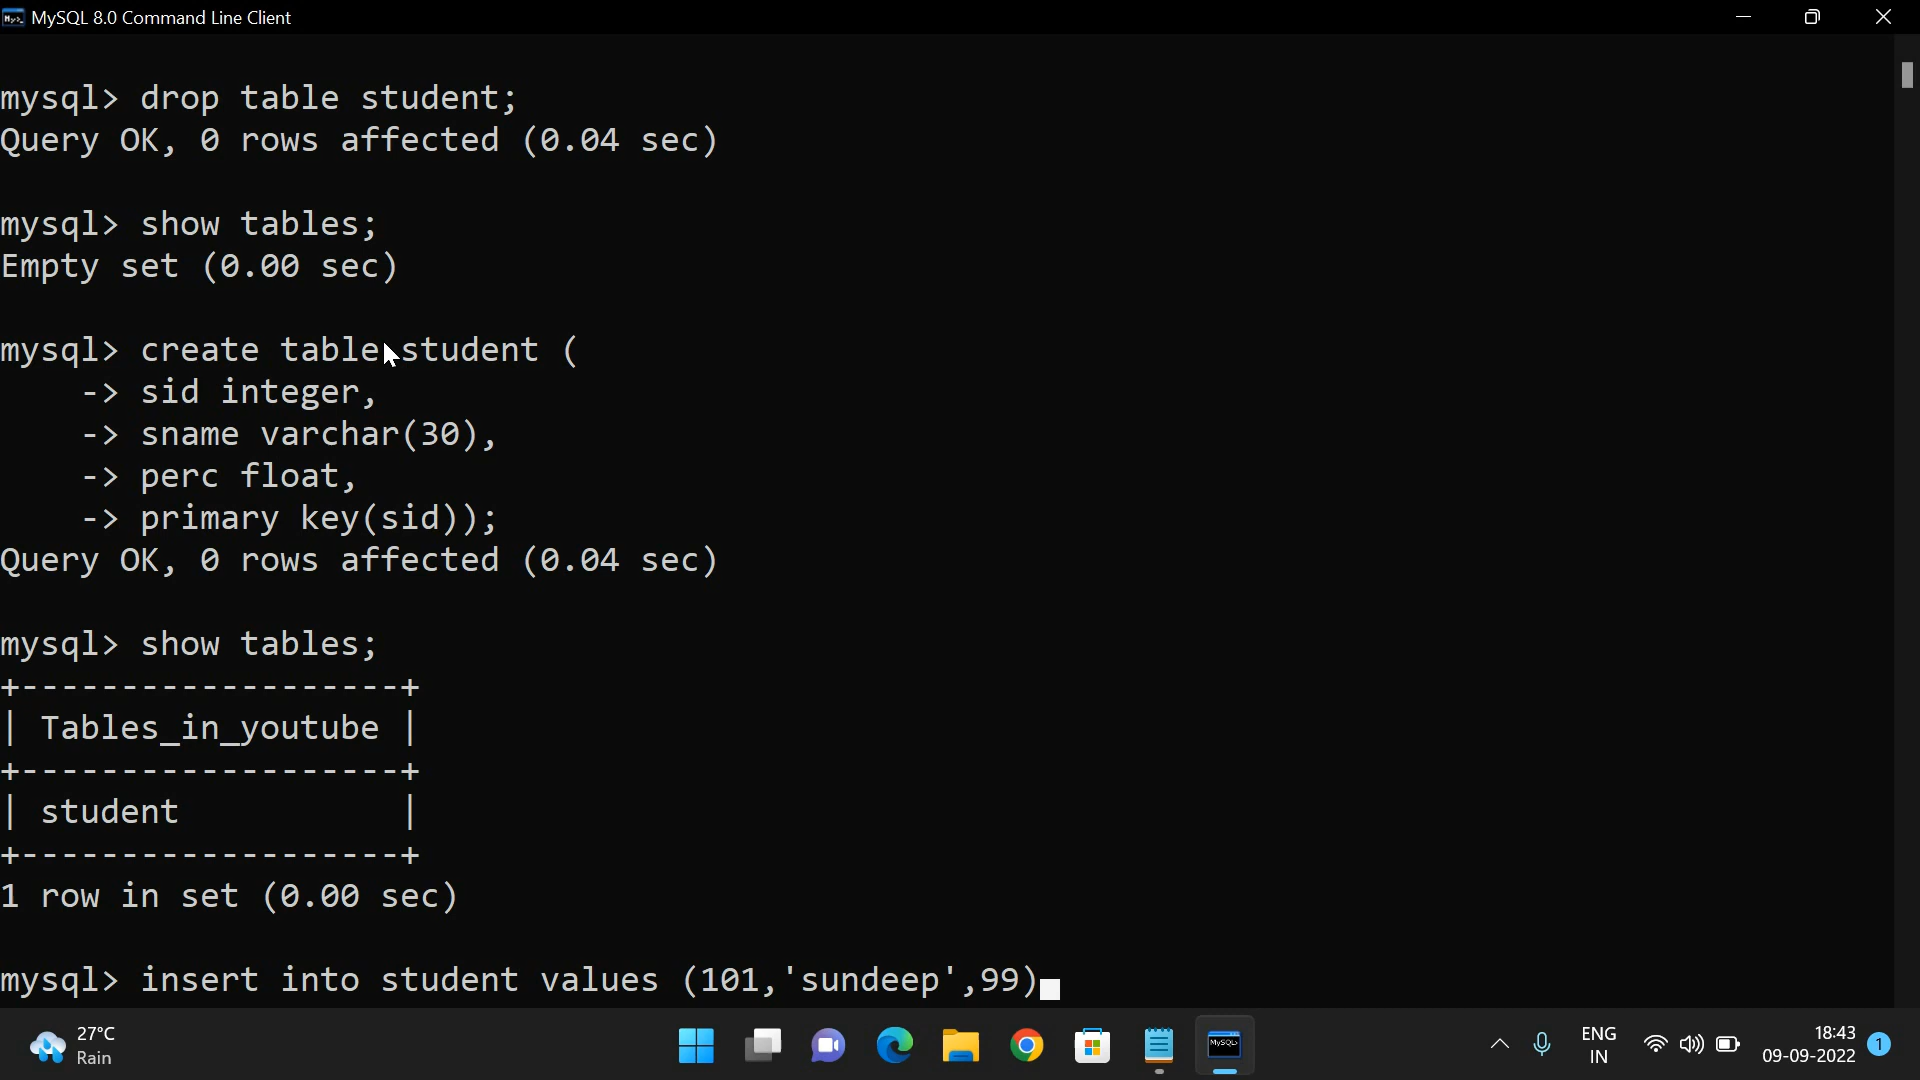 MySQL 8.0 Command Line Client
mysql> drop table student;
Query OK, 0 rows affected (0.04 sec)
mysql> show tables;
Empty set (0.00 sec)
mysql> create table student (
    -> sid integer,
    -> sname varchar(30),
    -> perc float,
    -> primary key(sid));
Query OK, 0 rows affected (0.04 sec)
mysql> show tables;
+-------------------+
| Tables_in_youtube |
+-------------------+
| student           |
+-------------------+
1 row in set (0.00 sec)
mysql> insert into student values (101,'sundeep',99)
27°C
Rain
MySQL>
ENG
IN
18:43
09-09-2022
1